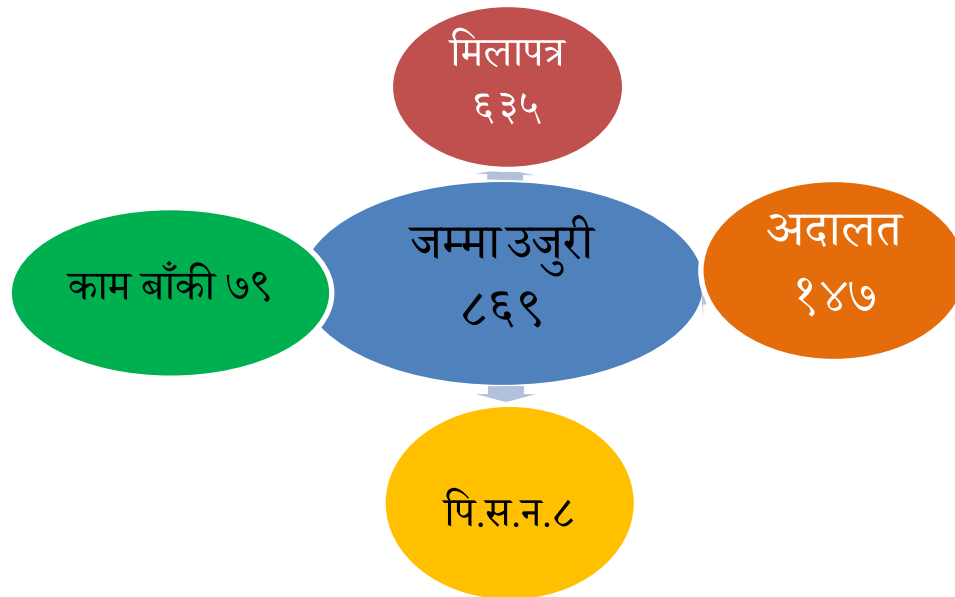 मिलापत्र
६३५
जम्मा उजुरी
८६९
अदालत
१४७
काम बाँकी ७९
पि.स.न.८